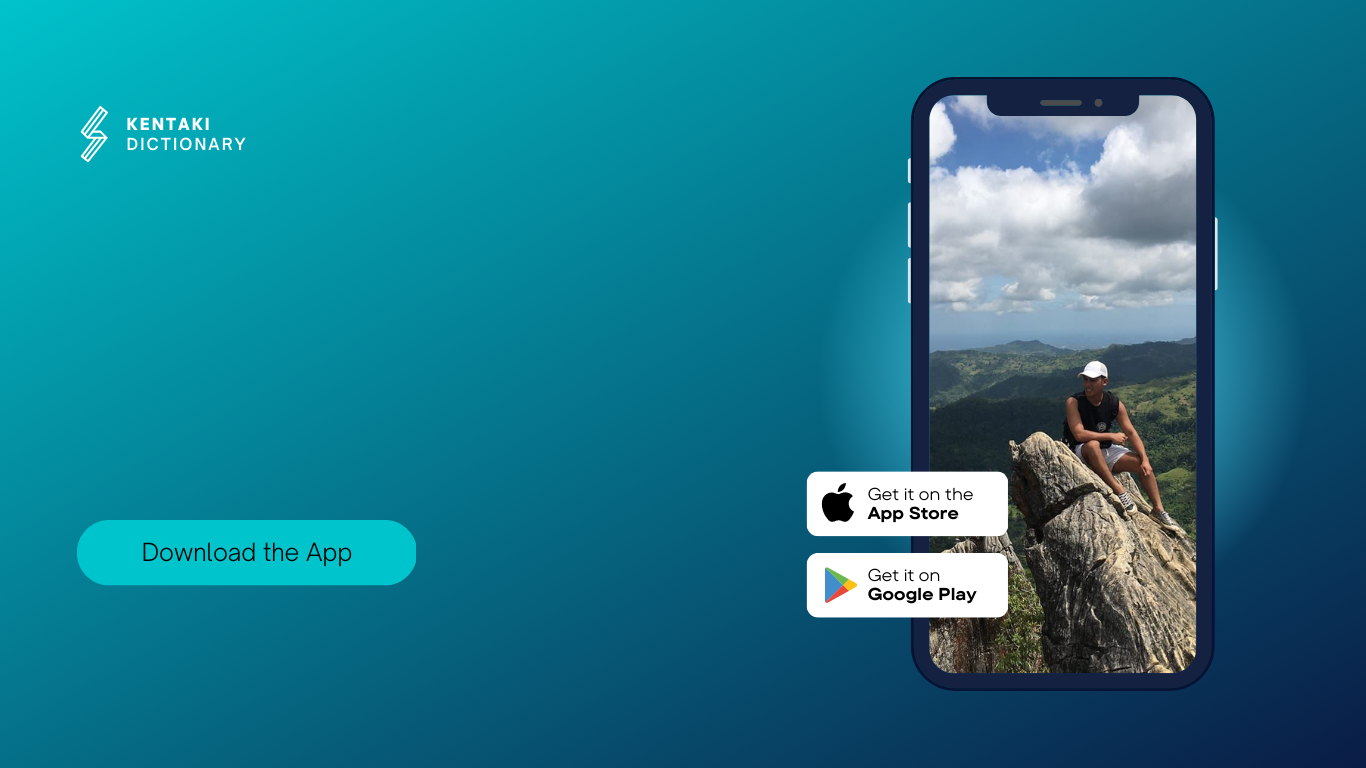 KENTAKI
DICTIONARY
Download the App
Get it on the
App Store
Get it on
Google Play